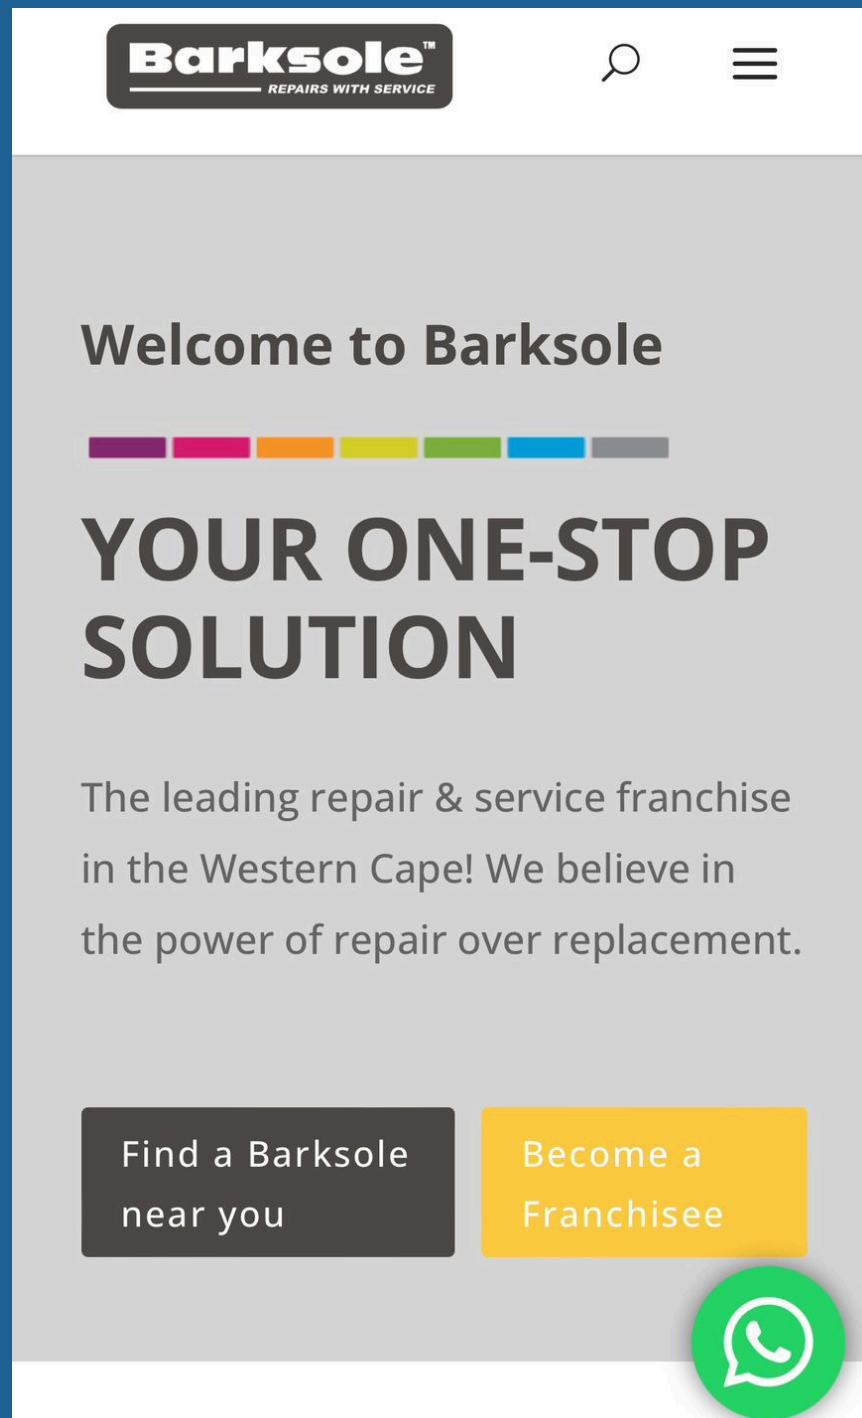 Barksole™
REPAIRS WITH SERVICE
Welcome to Barksole
YOUR ONE-STOP
SOLUTION
The leading repair & service franchise
in the Western Cape! We believe in
the power of repair over replacement.
Find a Barksole
near you
Become a
Franchisee